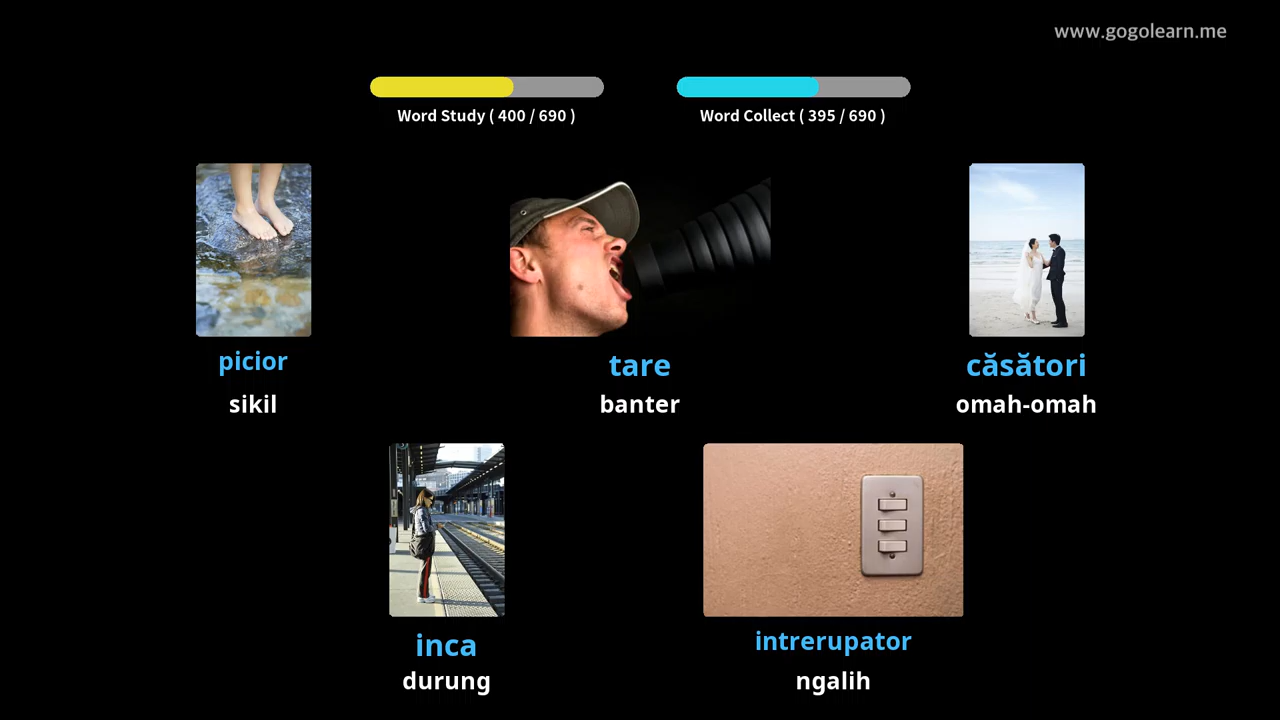 www.gogolearn.me
Word Study ( 400 / 690 )
Word Collect ( 395 / 690 )
picior
sikil
tare
banter
căsători
omah-omah
inca
durung
intrerupator
ngalih